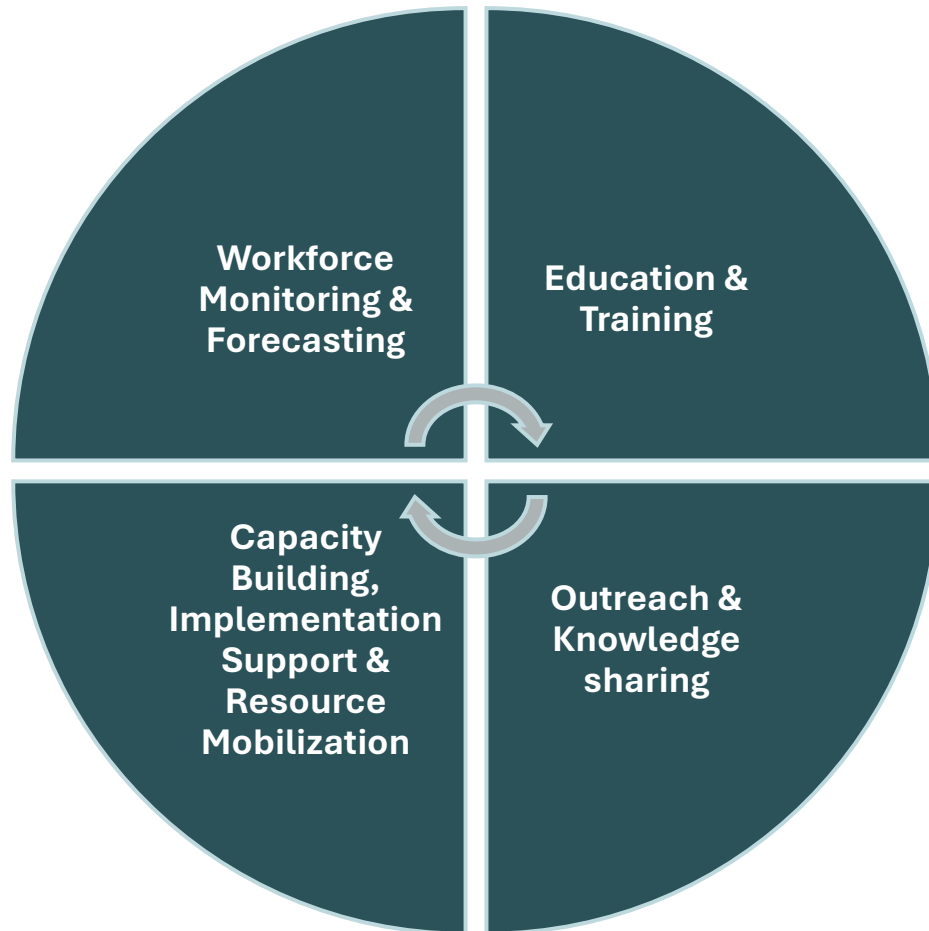 Workforce
Monitoring &
Forecasting
Education &
Training
Capacity
Building,
Implementation
Support &
Resource
Mobilization
Outreach &
Knowledge
sharing